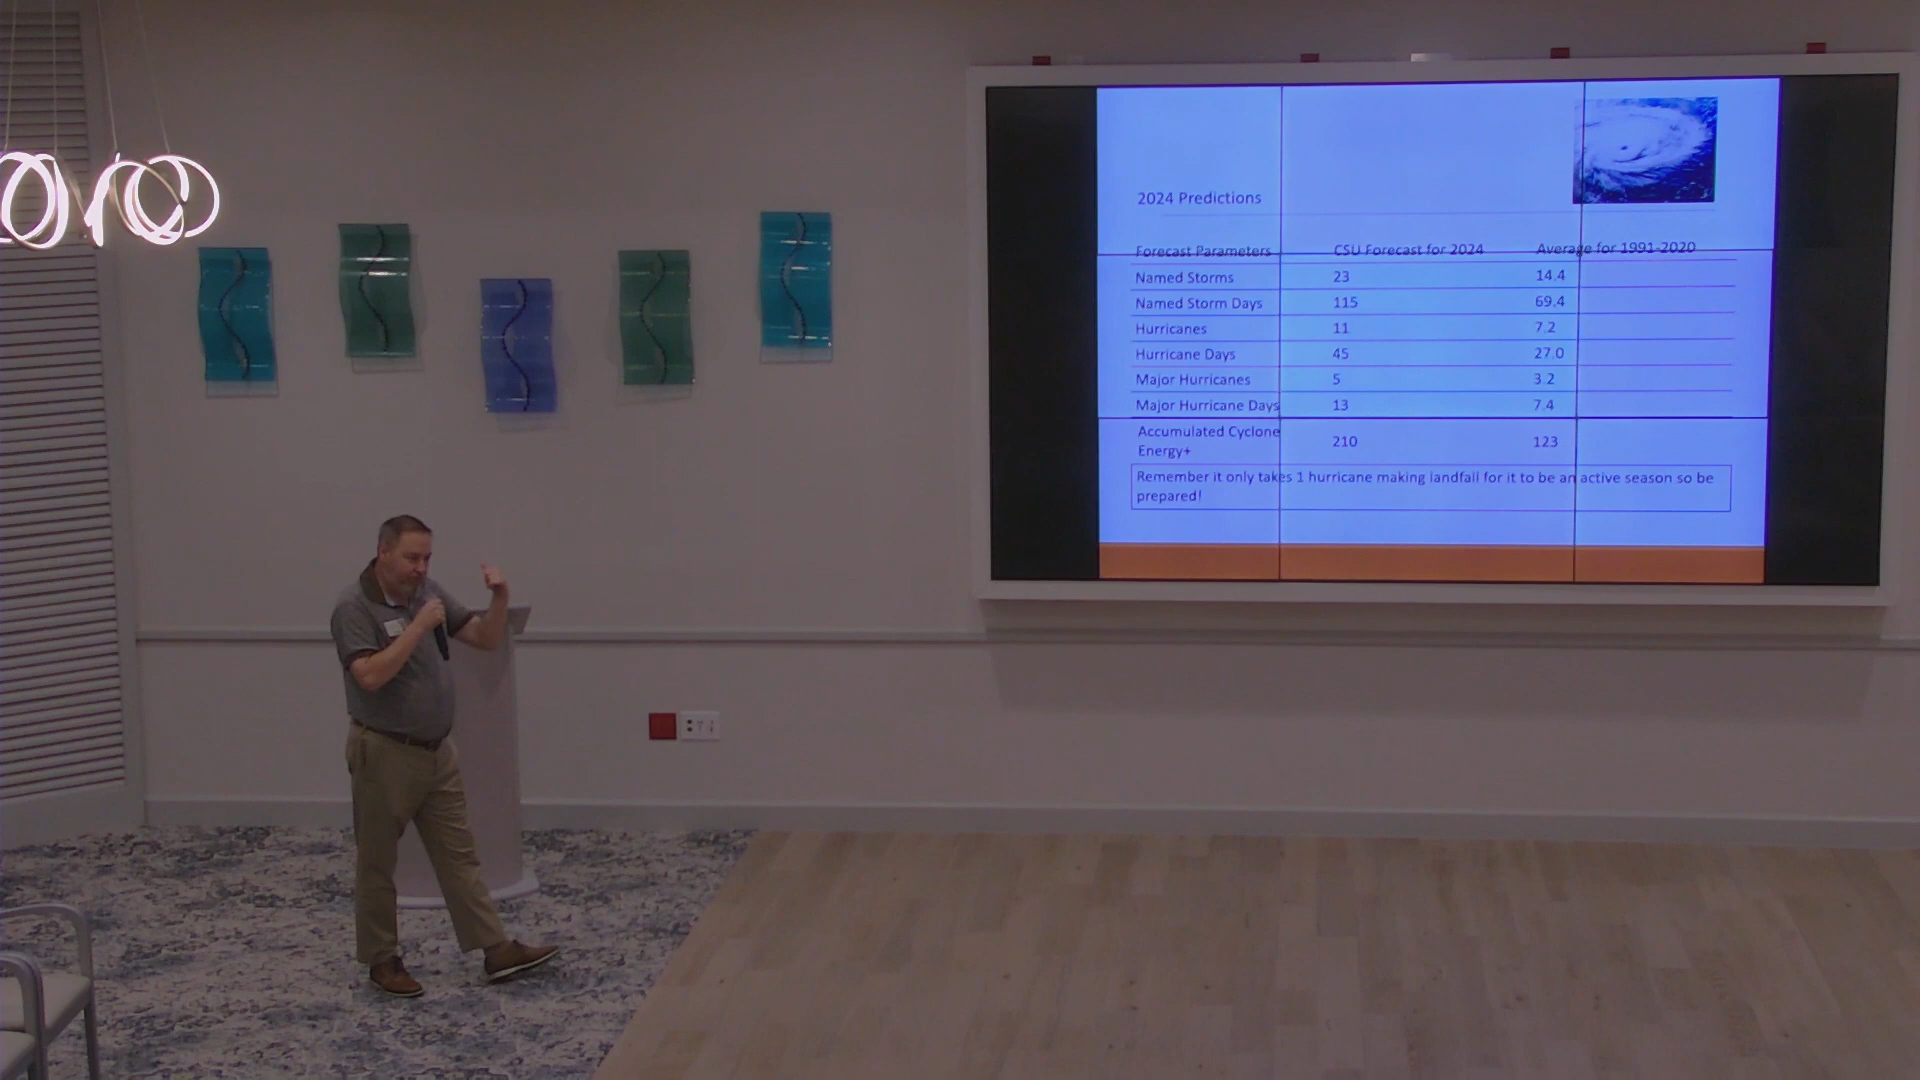 2024 Predictions
Forecast Parameters CSU Forecast for 2024 Average for 1991-2020
Named Storms 23 14.4
Named Storm Days 115 69.4
Hurricanes 11 7.2
Hurricane Days 45 27.0
Major Hurricanes 5 3.2
Major Hurricane Days 13 7.4
Accumulated Cyclone
Energy+ 210 123
Remember it only takes 1 hurricane making landfall for it to be an active season so be
prepared!